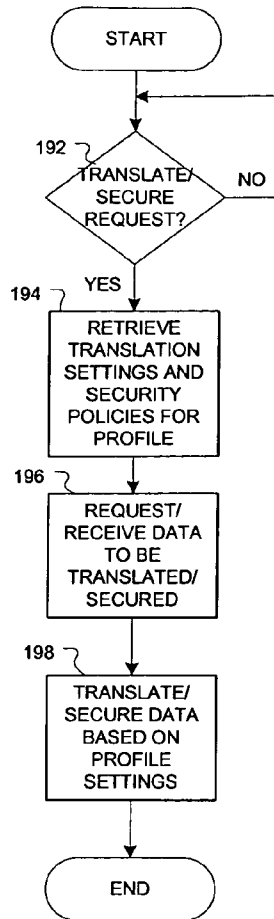 START
192
TRANSLATE/
SECURE
REQUEST?
NO
YES
194
RETRIEVE
TRANSLATION
SETTINGS AND
SECURITY
POLICIES FOR
PROFILE
196
REQUEST/
RECEIVE DATA
TO BE
TRANSLATED/
SECURED
198
TRANSLATE/
SECURE DATA
BASED ON
PROFILE
SETTINGS
END